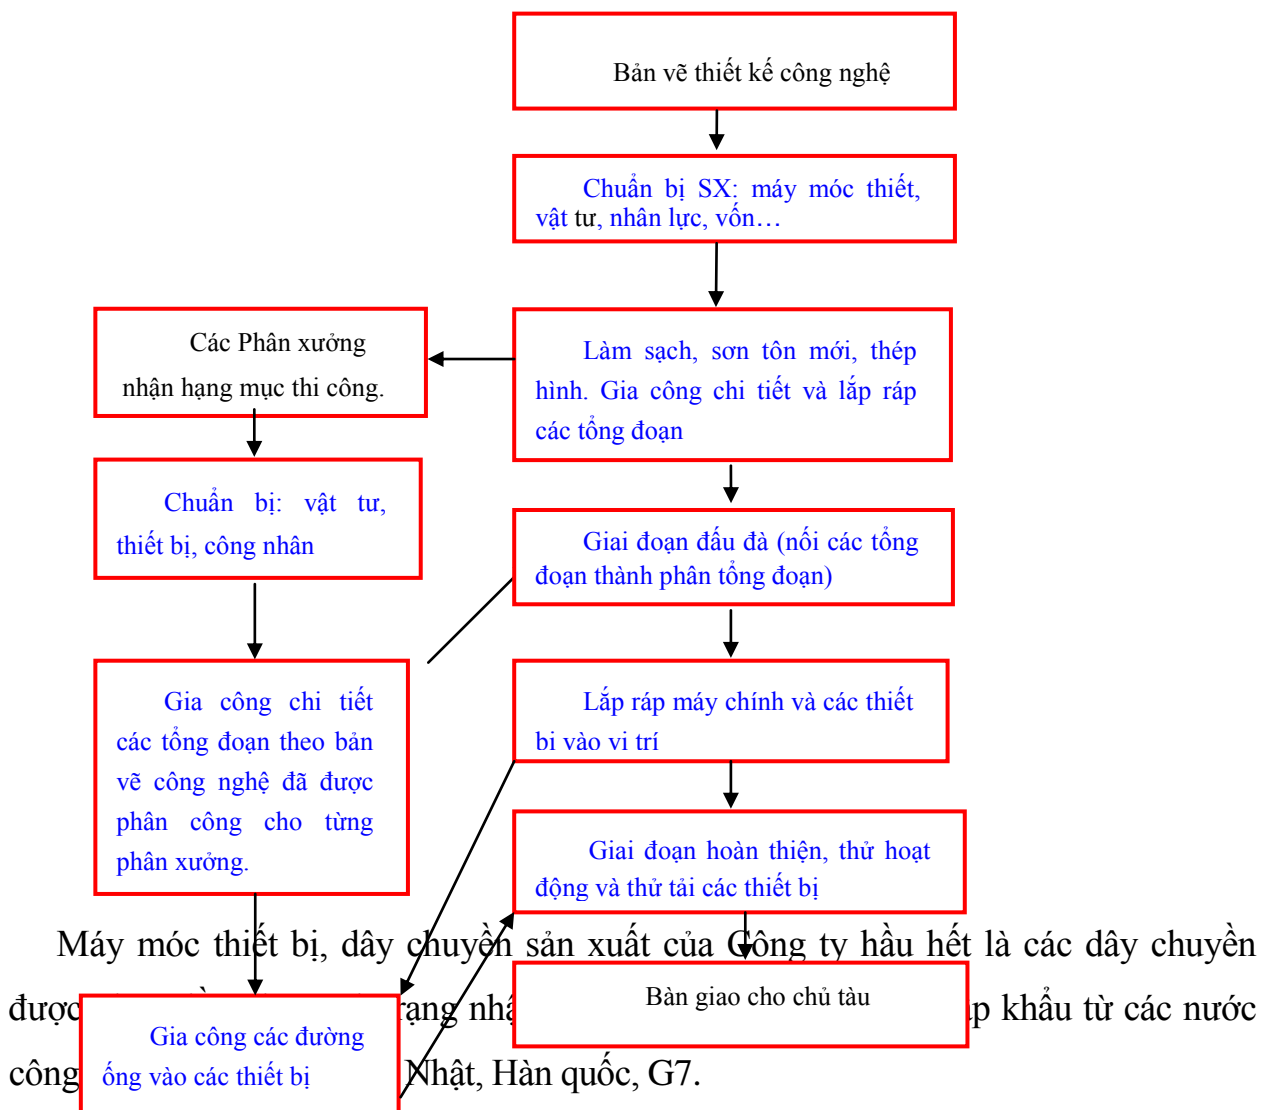 Bản vẽ thiết kế công nghệ
Chuẩn bị SX: máy móc thiết,
vật tư, nhân lực, vốn…
Các Phân xưởng
nhận hạng mục thi công.
Làm sạch, sơn tôn mới, thép
hình. Gia công chi tiết và lắp ráp
các tổng đoạn
Chuẩn bị: vật tư,
thiết bị, công nhân
Giai đoạn đấu đà (nối các tổng
đoạn thành phân tổng đoạn)
Gia công chi tiết
các tổng đoạn theo bản
vẽ công nghệ đã được
phân công cho từng
phân xưởng.
Lắp ráp máy chính và các thiết
bi vào vi trí
Giai đoạn hoàn thiện, thử hoạt
động và thử tải các thiết bị
Máy móc thiết bị, dây chuyền sản xuất của Công ty hầu hết là các dây chuyền
được khẩu từ các nước
công Nhật, Hàn quốc, G7.
Bàn giao cho chủ tàu
Gia công các đường
ống vào các thiết bị